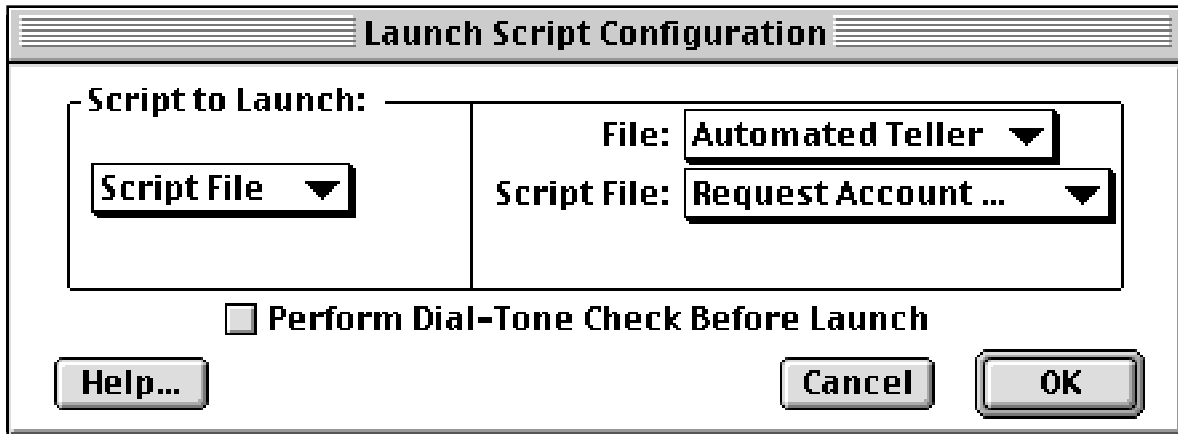 Launch Script Configuration
Script to Launch:
Script File
File: Automated Teller
Script File: Request Account ...
Perform Dial-Tone Check Before Launch
Help...
Cancel
OK